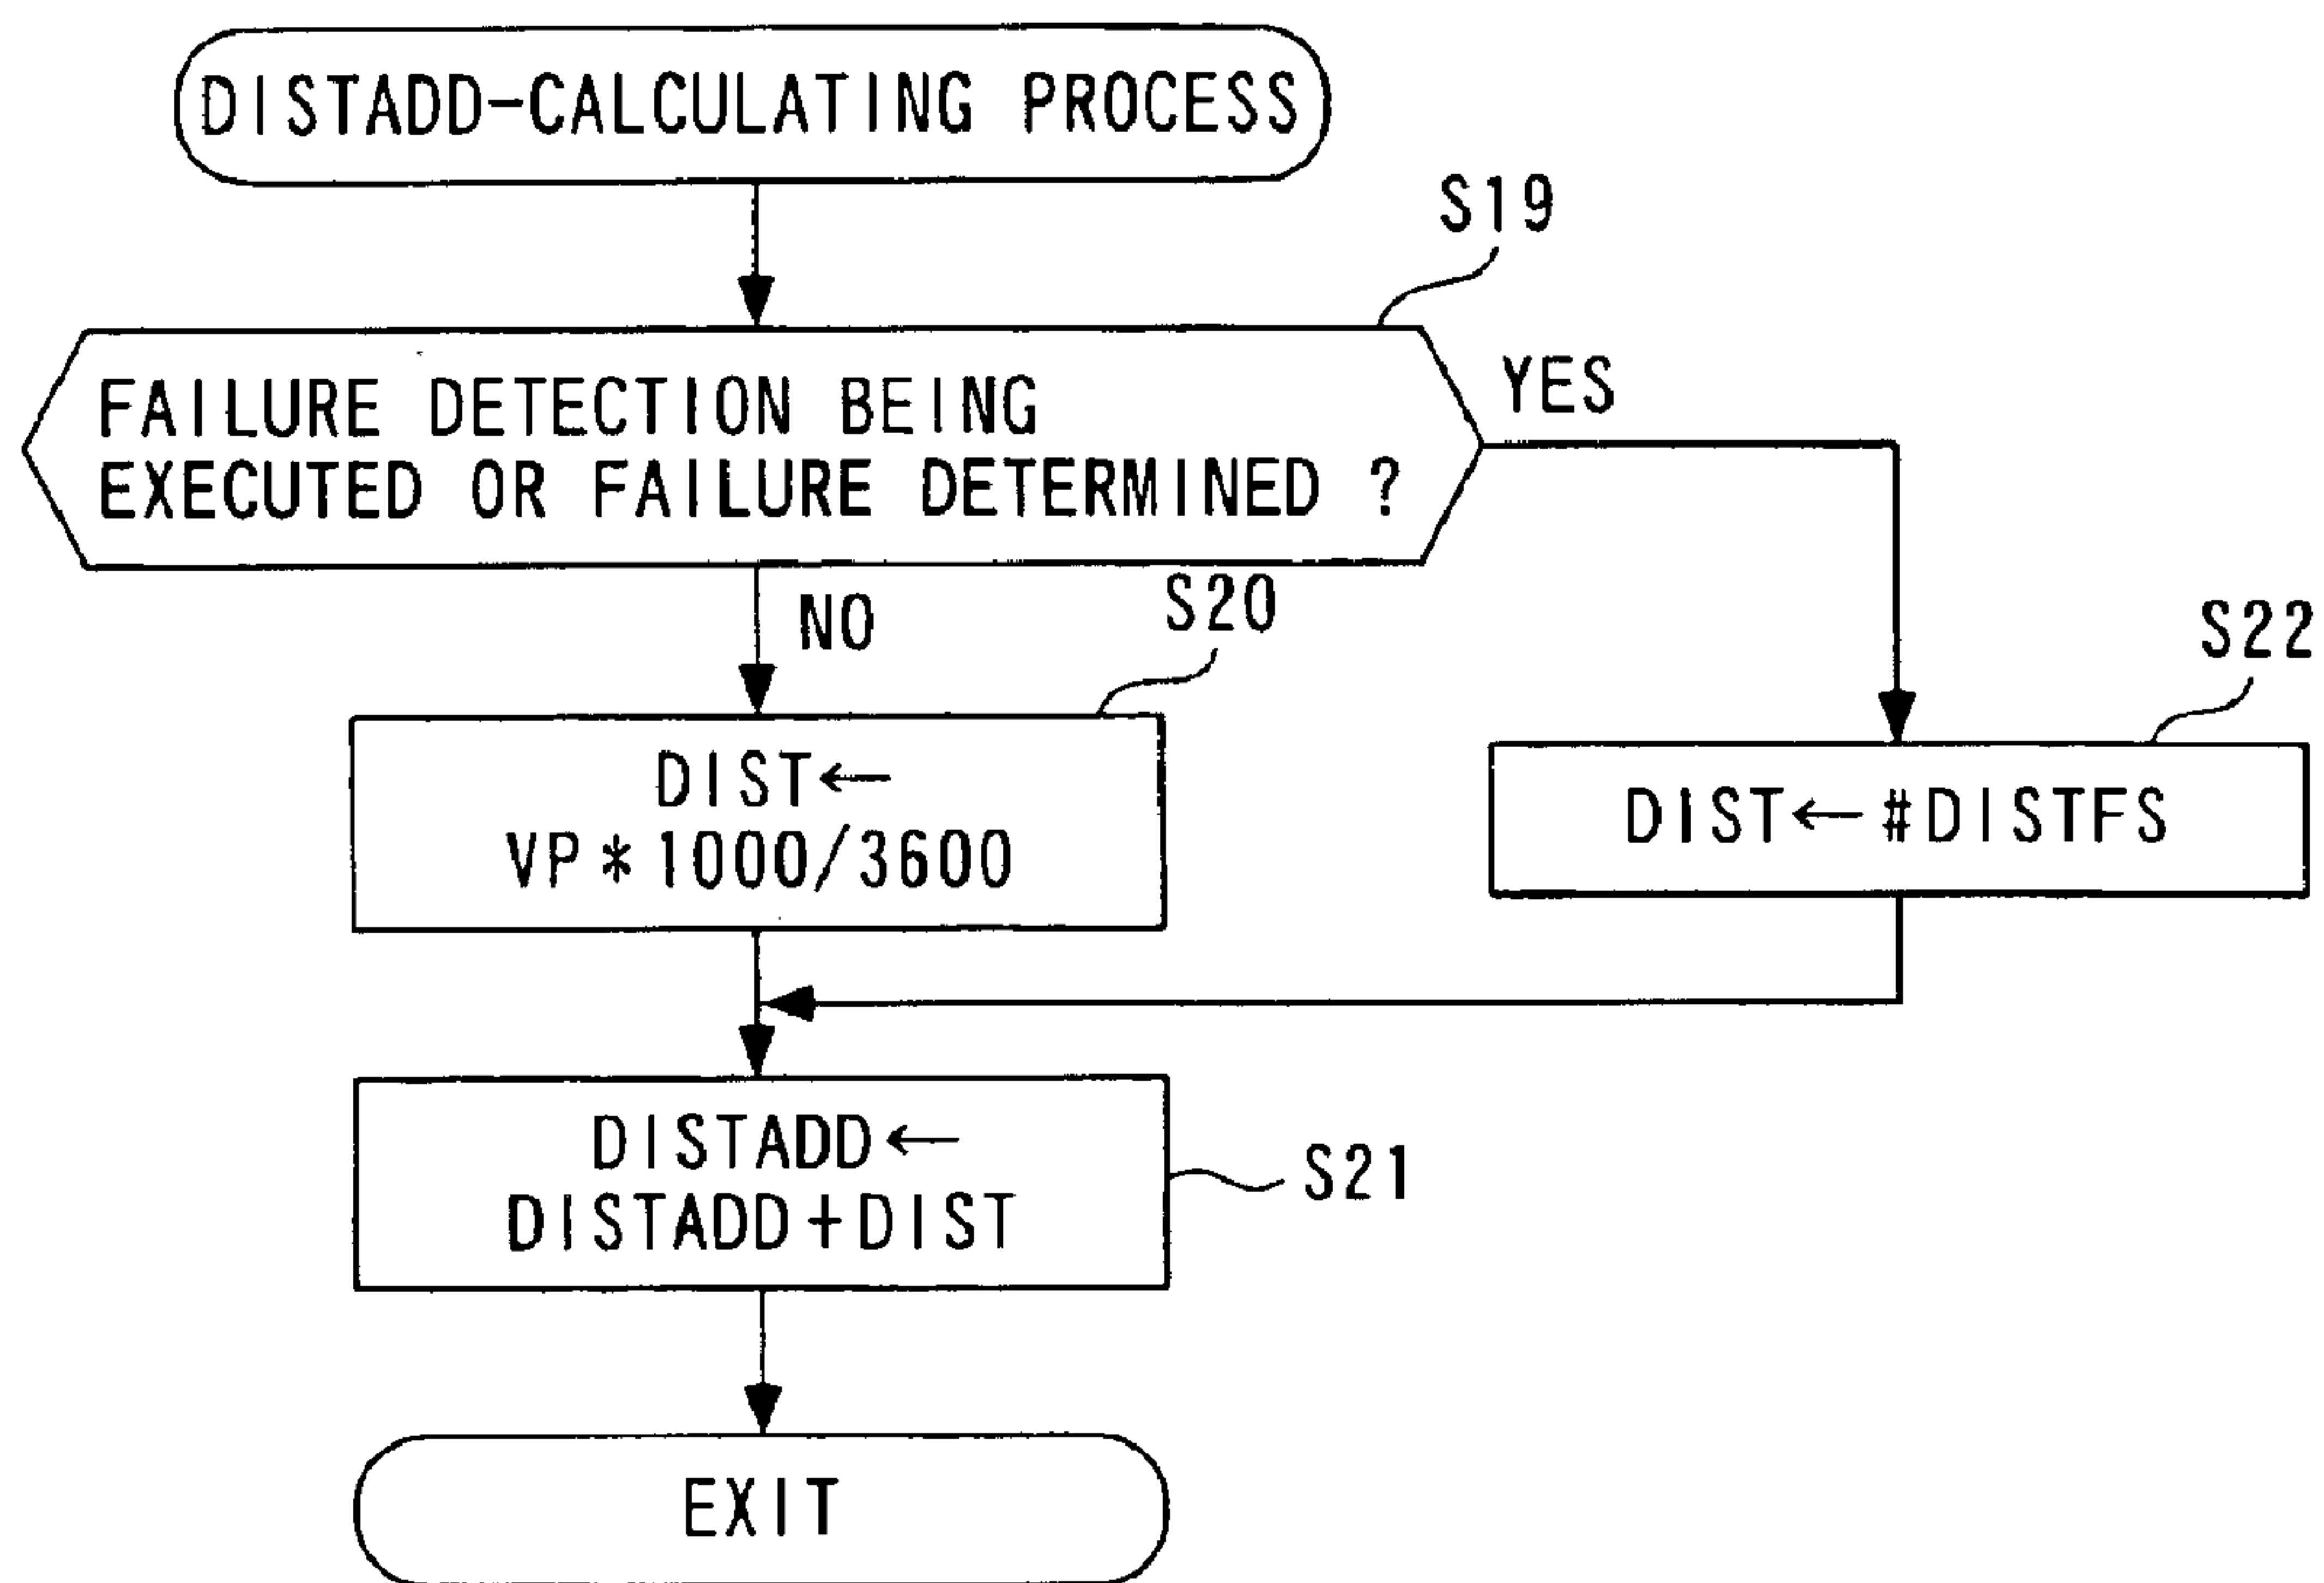 DISTADD-CALCULATING PROCESS
S19
FAILURE DETECTION BEING
EXECUTED OR FAILURE DETERMINED ?
YES
NO
S20
S22
DIST←
VP*1000/3600
DIST←#DISTFS
DISTADD←
DISTADD+DIST
S21
EXIT